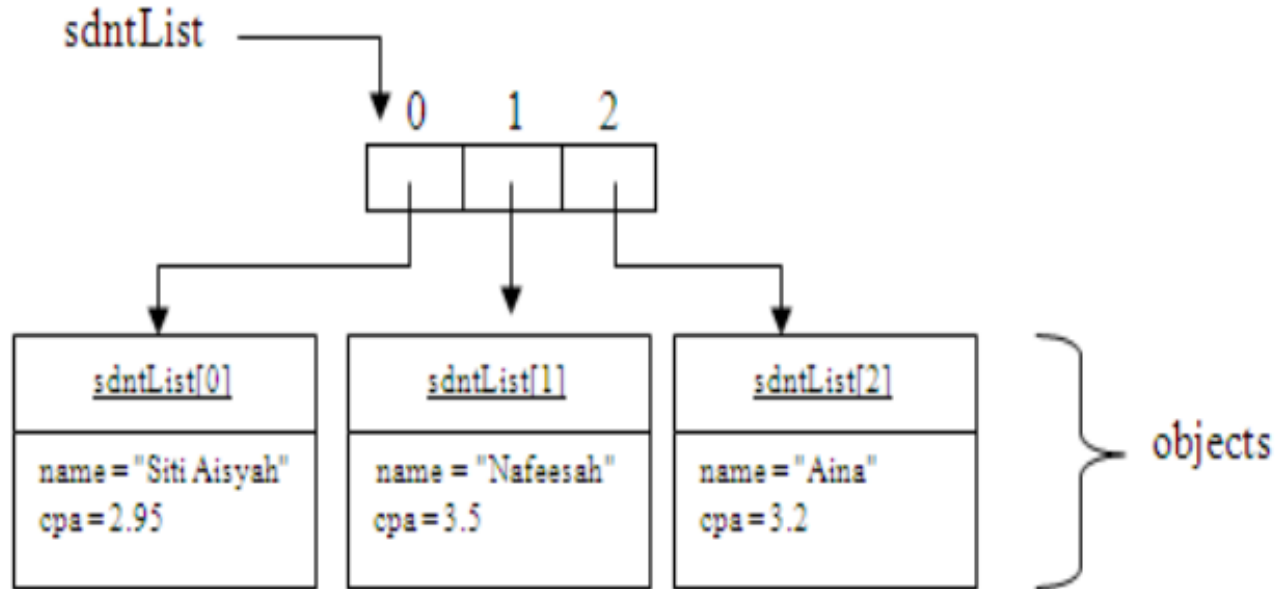 sdntList
0 1 2
sdntList[0]
name = "Siti Aisyah"
cpa = 2.95
sdntList[1]
name = "Nafeesah"
cpa = 3.5
sdntList[2]
name = "Aina"
cpa = 3.2
objects